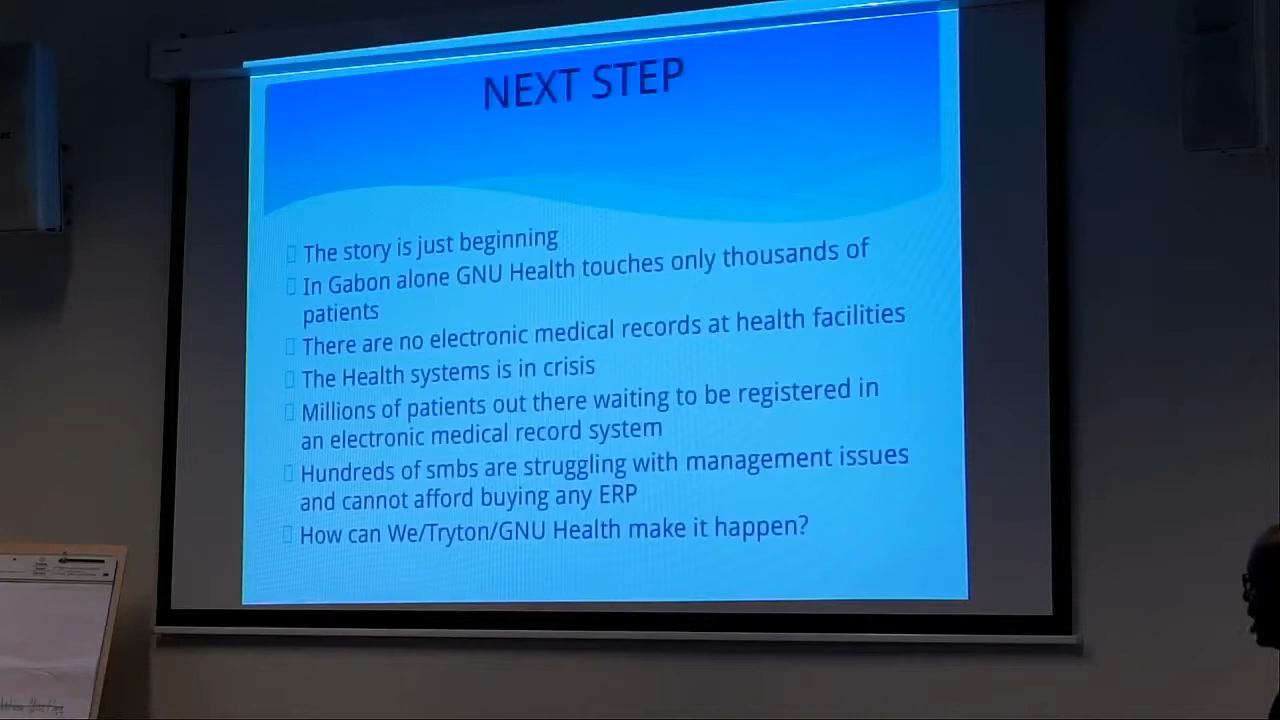 NEXT STEP
The story is just beginning
In Gabon alone GNU Health touches only thousands of
patients
There are no electronic medical records at health facilities
The Health systems is in crisis
Millions of patients out there waiting to be registered in
an electronic medical record system
Hundreds of smbs are struggling with management issues
and cannot afford buying any ERP
How can We/Tryton/GNU Health make it happen?